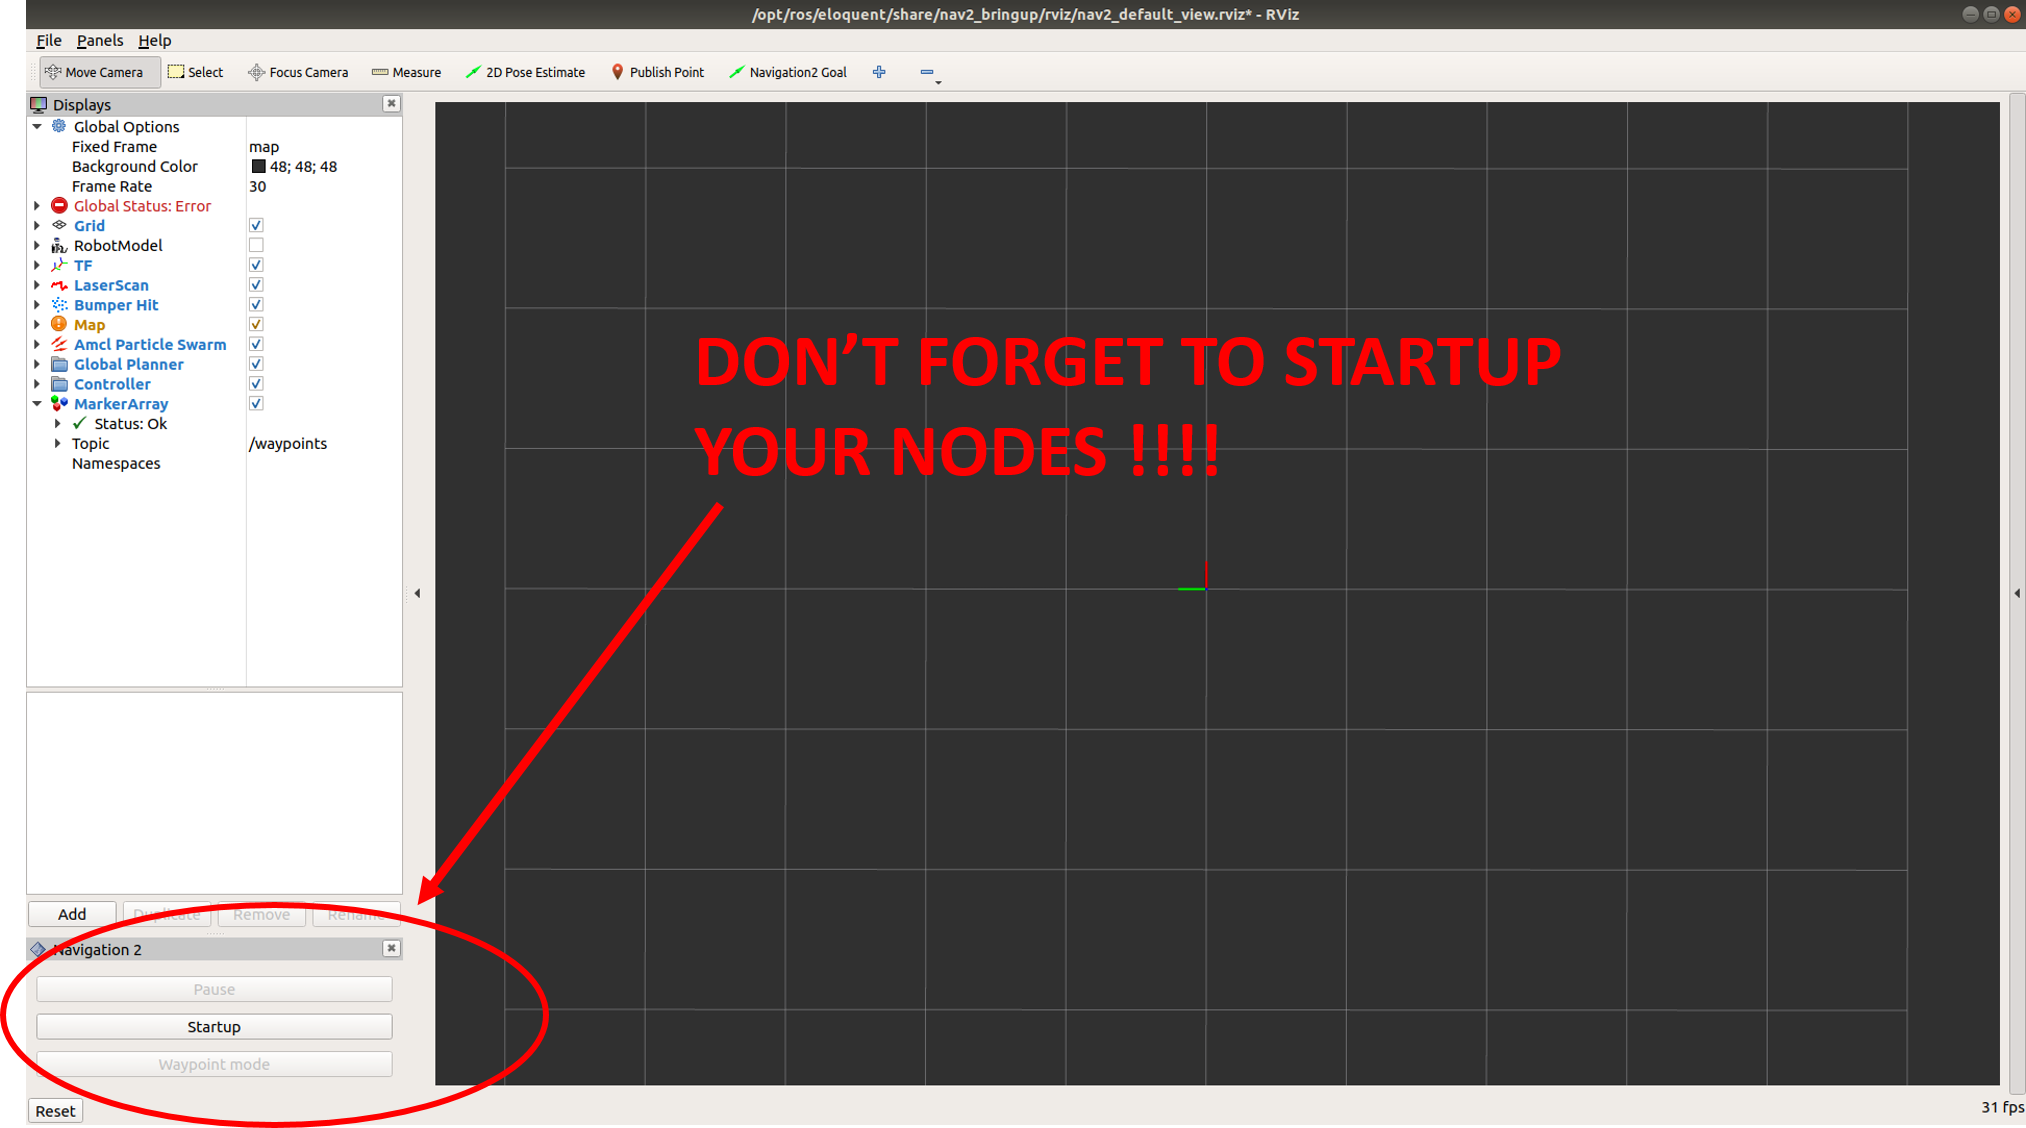 /opt/ros/eloquent/share/nav2_bringup/rviz/nav2_default_view.rviz* - RViz
File Panels Help
Move Camera Select Focus Camera Measure 2D Pose Estimate Publish Point Navigation2 Goal
Displays
Global Options
Fixed Frame map
Background Color 48; 48; 48
Frame Rate 30
Global Status: Error
Grid
RobotModel
TF
LaserScan
Bumper Hit
Map
Amcl Particle Swarm
Global Planner
Controller
MarkerArray
Status: Ok
Topic /waypoints
Namespaces
DON’T FORGET TO STARTUP
YOUR NODES !!!!
Add Duplicate Remove Rename
Navigation 2
Pause
Startup
Waypoint mode
Reset
31 fps